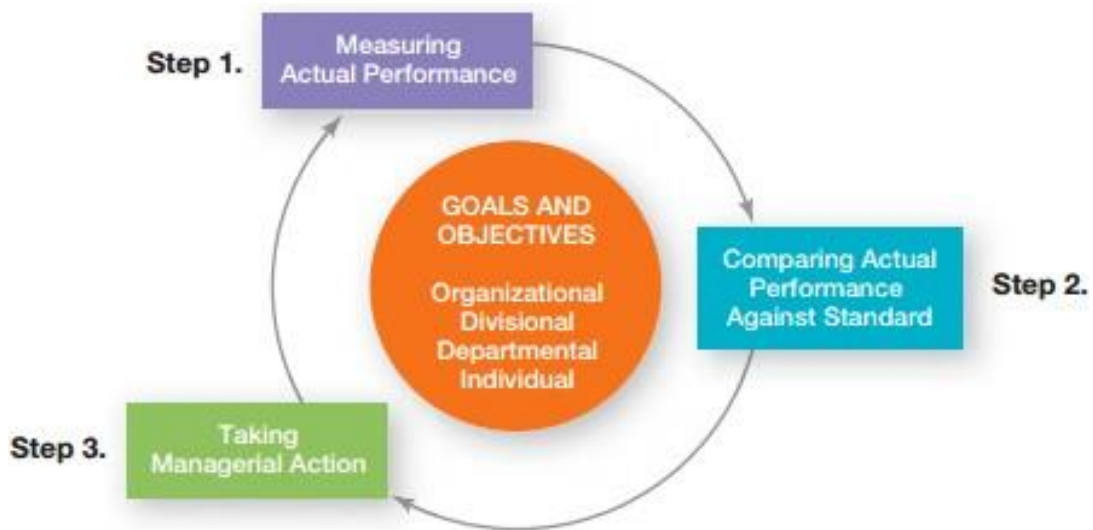 Step 1.
Measuring
Actual Performance
GOALS AND
OBJECTIVES
Organizational
Divisional
Departmental
Individual
Comparing Actual
Performance
Against Standard
Step 2.
Step 3.
Taking
Managerial Action